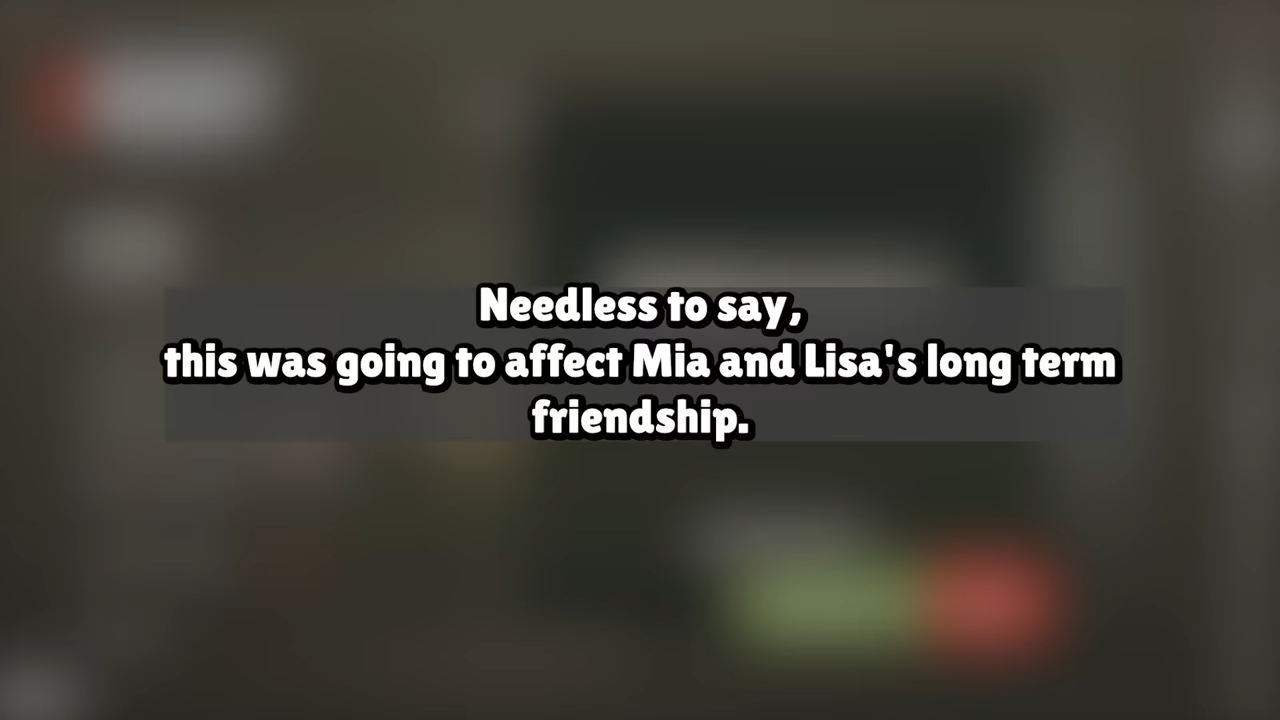 Needless to say,
this was going to affect Mia and Lisa's long term
friendship.